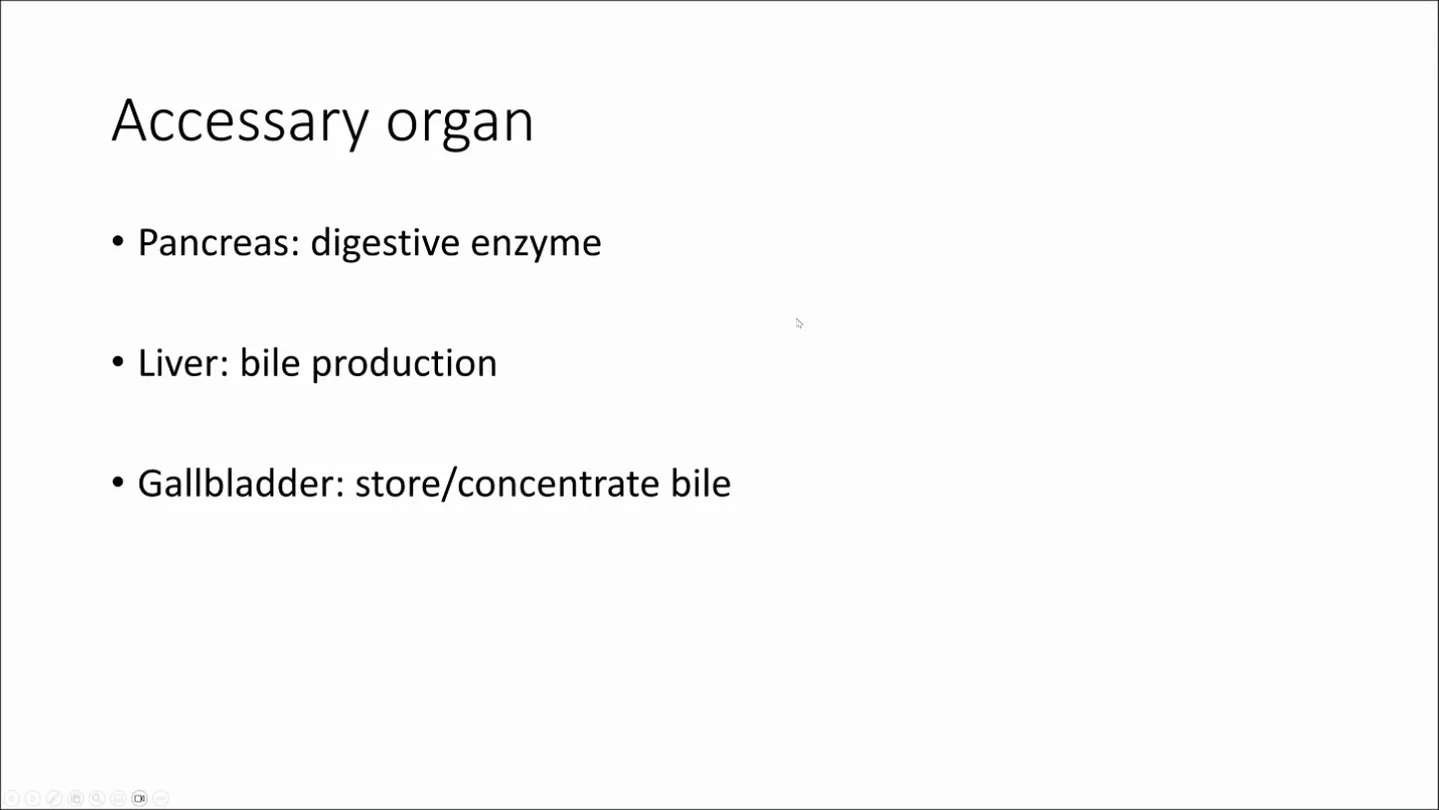 Accessary organ
• Pancreas: digestive enzyme
• Liver: bile production
• Gallbladder: store/concentrate bile